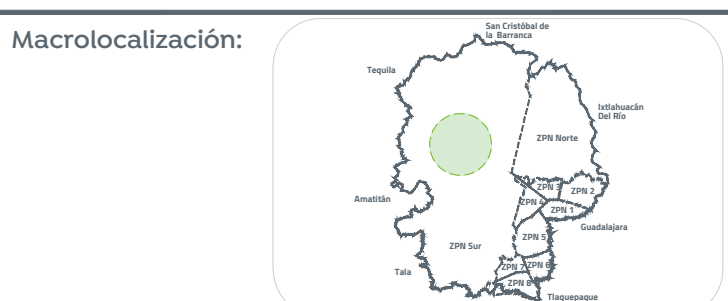 Macrolocalización:
San Cristóbal de
la Barranca
Tequila
Ixtlahuacán
Del Río
ZPN Norte
ZPN 3
ZPN 2
Amatitán
ZPN 4
ZPN 1
Guadalajara
ZPN 5
ZPN Sur
ZPN 7
ZPN 6
Tala
ZPN 8
Tlaquepaque